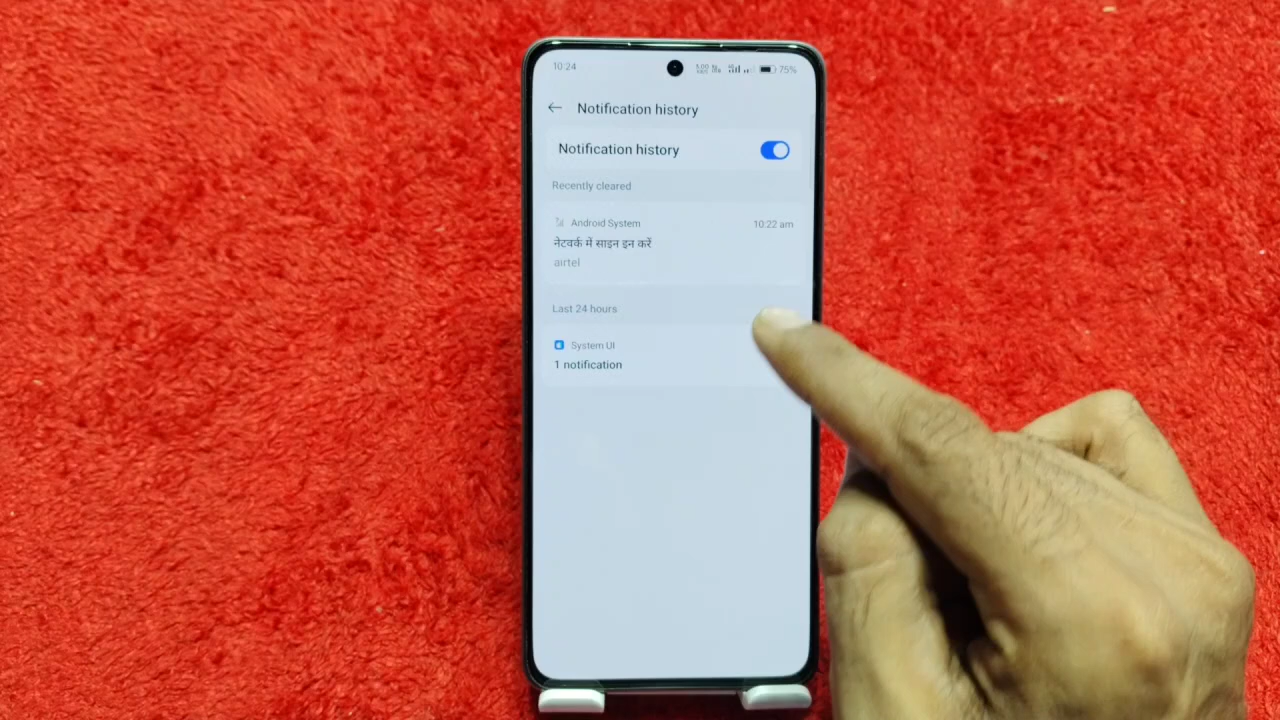 10:24
75%
Notification history
Notification history
Recently cleared
Android System
10:22 am
नेटवर्क में साइन इन करें
airtel
Last 24 hours
System UI
1 notification